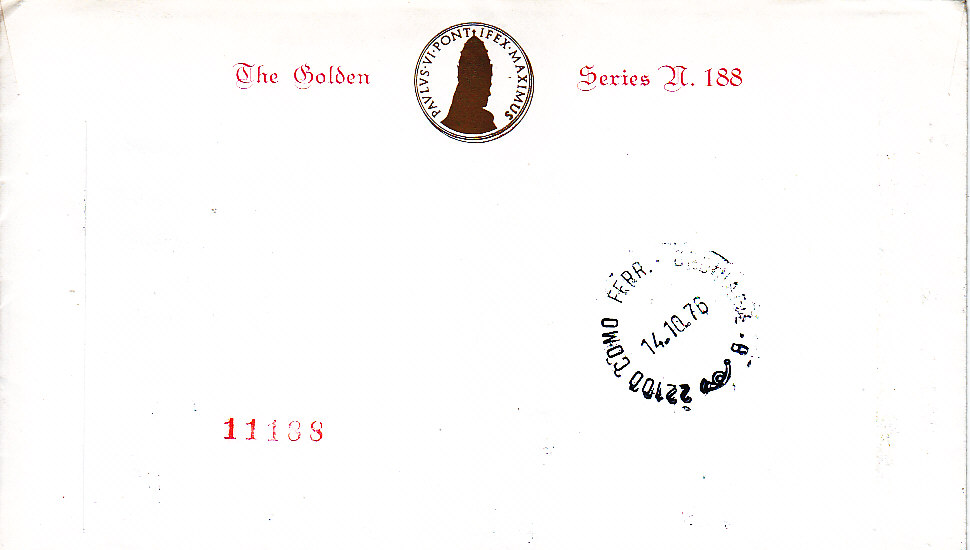 The Golden
PAVLVS·VI·PONTIFEX·MAXIMUS
Series N. 188
22100 COMO FERR. -
14.10.76
- B -
11188